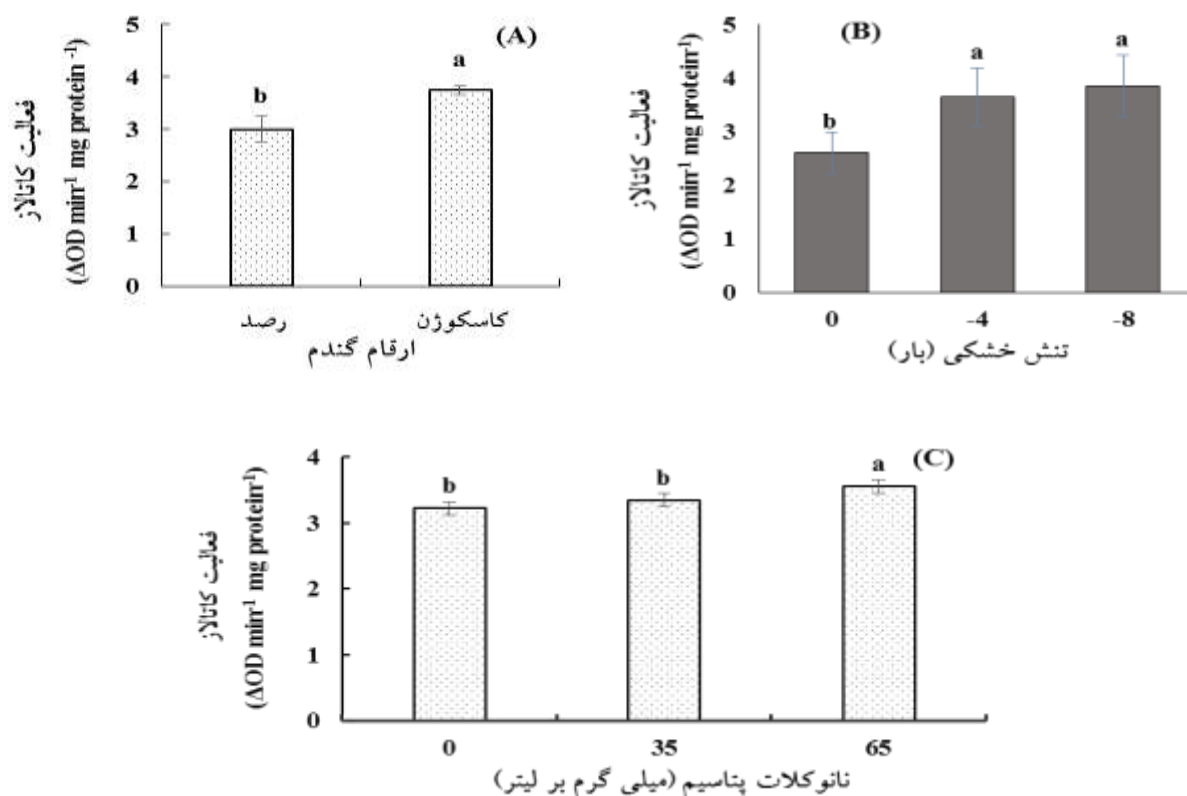 (A)
فعالیت کاتالاز
(ΔOD min-1 mg protein -1)
5
4
3
2
1
0
b
a
رصد
کاسکوژن
ارقام گندم
(B)
فعالیت کاتالاز
(ΔOD min-1 mg protein-1)
5
4
3
2
1
0
b
a
a
0
-4
-8
تنش خشکی (بار)
(C)
فعالیت کاتالاز
(ΔOD min-1 mg protein-1)
4
3
2
1
0
b
b
a
0
35
65
نانوکلات پتاسیم (میلی گرم بر لیتر)